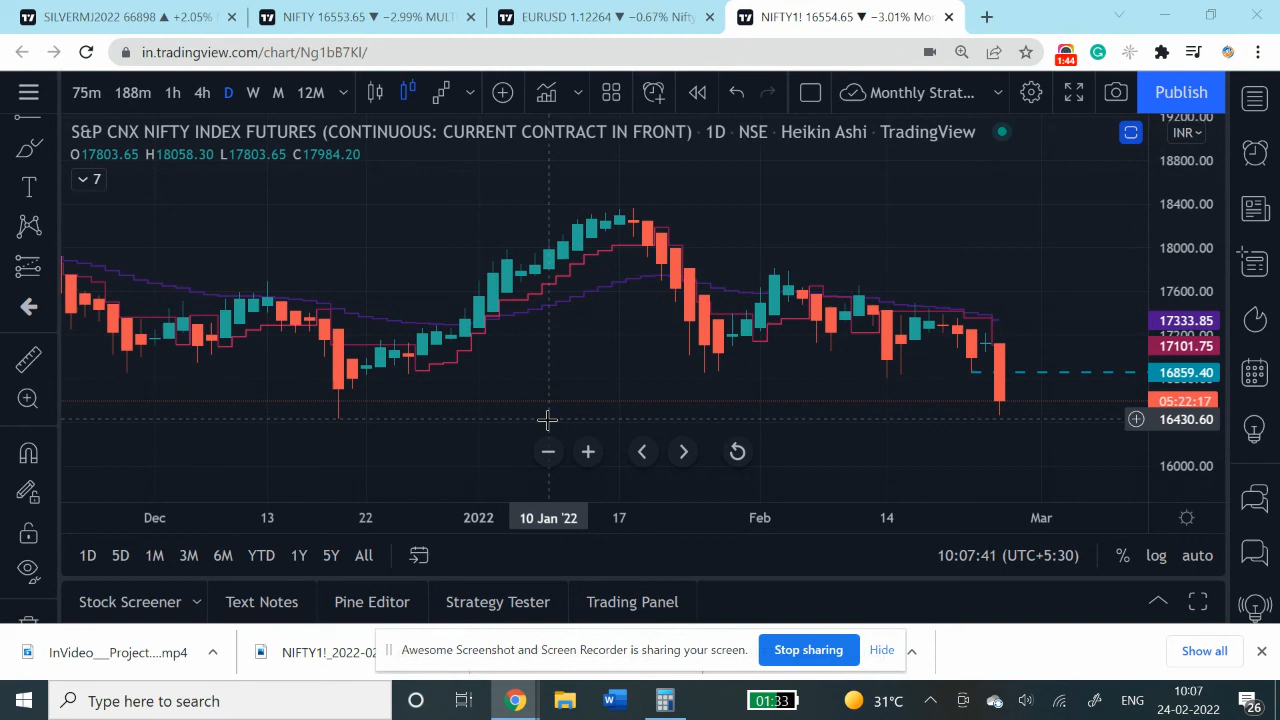 SILVERMJ2022 66898 ▲ +2.05%
NIFTY 16553.65 ▼ −2.99% MULT
EURUSD 1.12264 ▼ −0.67% Nifty
NIFTY1! 16554.65 ▼ −3.01% Mon
in.tradingview.com/chart/Ng1bB7Kl/
1:44
75m 188m 1h 4h D W M 12M
Monthly Strat...
Publish
S&P CNX NIFTY INDEX FUTURES (CONTINUOUS: CURRENT CONTRACT IN FRONT) · 1D · NSE · Heikin Ashi · TradingView
INR
O17803.65 H18058.30 L17803.65 C17984.20
7
19200.00
18800.00
18400.00
18000.00
17600.00
17333.85
17200.00
17101.75
16859.40
05:22:17
16430.60
16000.00
Dec 13 22 2022 10 Jan '22 17 Feb 14 Mar
1D 5D 1M 3M 6M YTD 1Y 5Y All
10:07:41 (UTC+5:30) % log auto
Stock Screener Text Notes Pine Editor Strategy Tester Trading Panel
InVideo___Project....mp4
NIFTY1!_2022-02
Awesome Screenshot and Screen Recorder is sharing your screen.
Stop sharing
Hide
Show all
Type here to search
01:33
31°C
ENG
10:07
24-02-2022
26